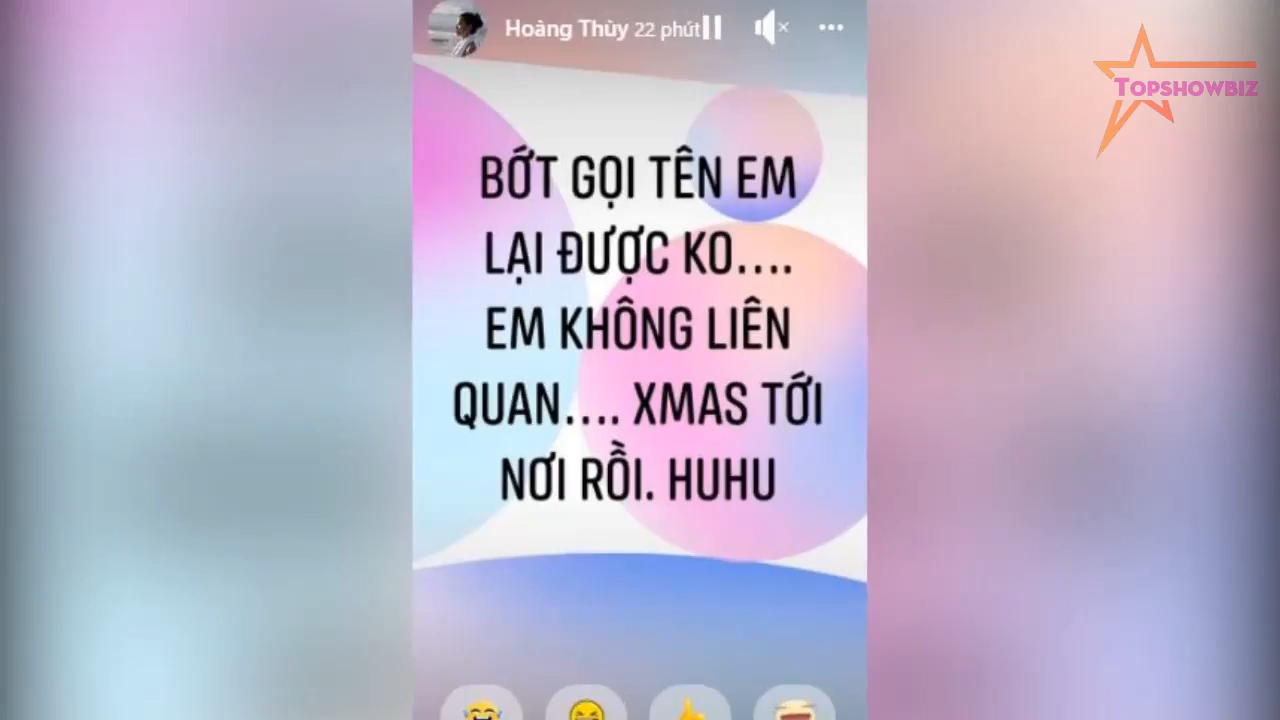 Hoàng Thùy 22 phút
TOPSHOWBIZ
BỚT GỌI TÊN EM
LẠI ĐƯỢC KO....
EM KHÔNG LIÊN
QUAN.... XMAS TỚI
NƠI RỒI. HUHU